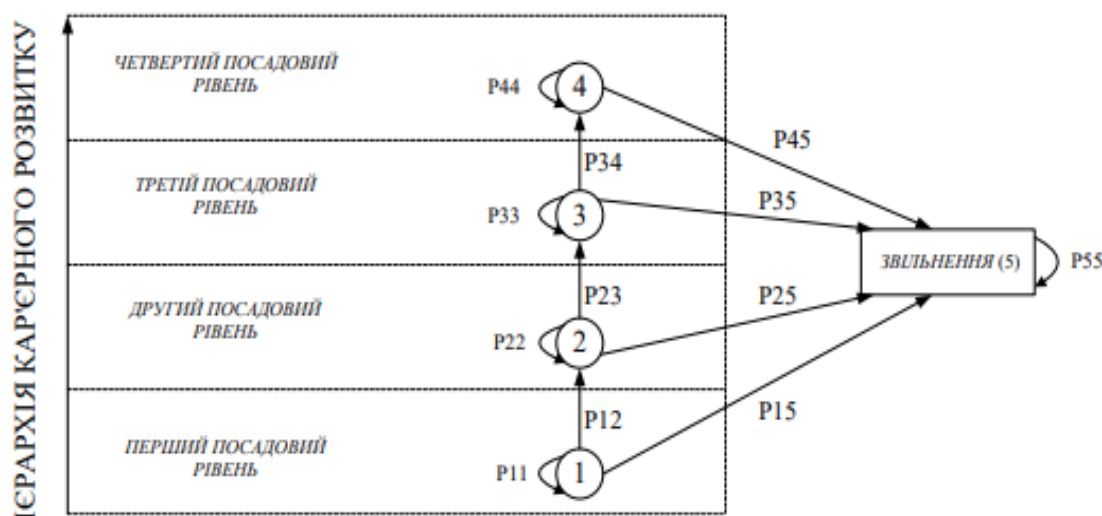 ІЄРАРХІЯ КАР'ЄРНОГО РОЗВИТКУ
ЧЕТВЕРТИЙ ПОСАДОВИЙ
РІВЕНЬ
P44
4
P45
P34
ТРЕТІЙ ПОСАДОВИЙ
РІВЕНЬ
P33
3
P35
ЗВІЛЬНЕННЯ (5)
P55
P23
P25
ДРУГИЙ ПОСАДОВИЙ
РІВЕНЬ
P22
2
P12
P15
ПЕРШИЙ ПОСАДОВИЙ
РІВЕНЬ
P11
1